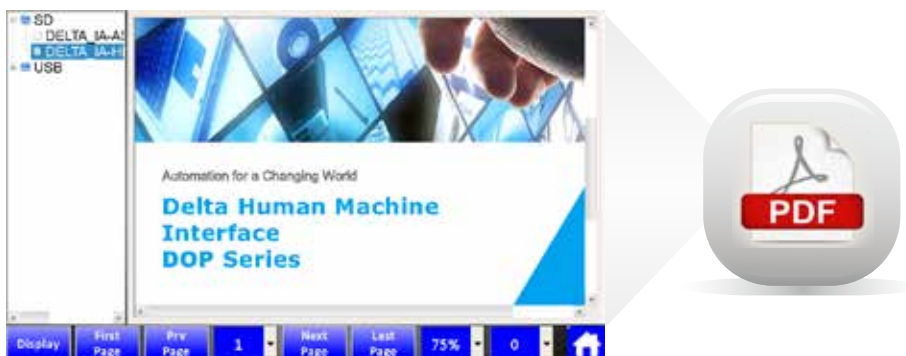 SD
DELTA_IA-AS
DELTA_IA-H
USB
Automation for a Changing World
Delta Human Machine
Interface
DOP Series
PDF
Display
First
Page
Prv
Page
1
Next
Page
Last
Page
75%
0